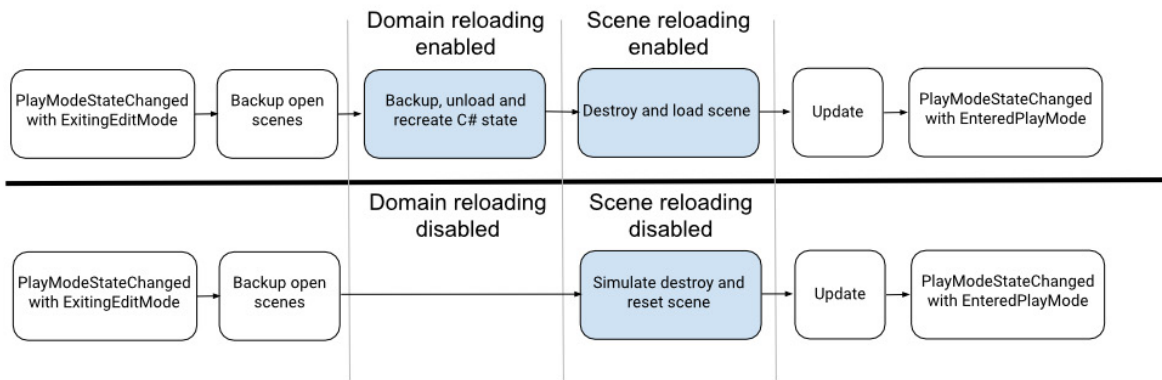 Domain reloading
enabled
Scene reloading
enabled
PlayModeStateChanged
with ExitingEditMode
Backup open
scenes
Backup, unload and
recreate C# state
Destroy and load scene
Update
PlayModeStateChanged
with EnteredPlayMode
Domain reloading
disabled
Scene reloading
disabled
PlayModeStateChanged
with ExitingEditMode
Backup open
scenes
Simulate destroy and
reset scene
Update
PlayModeStateChanged
with EnteredPlayMode